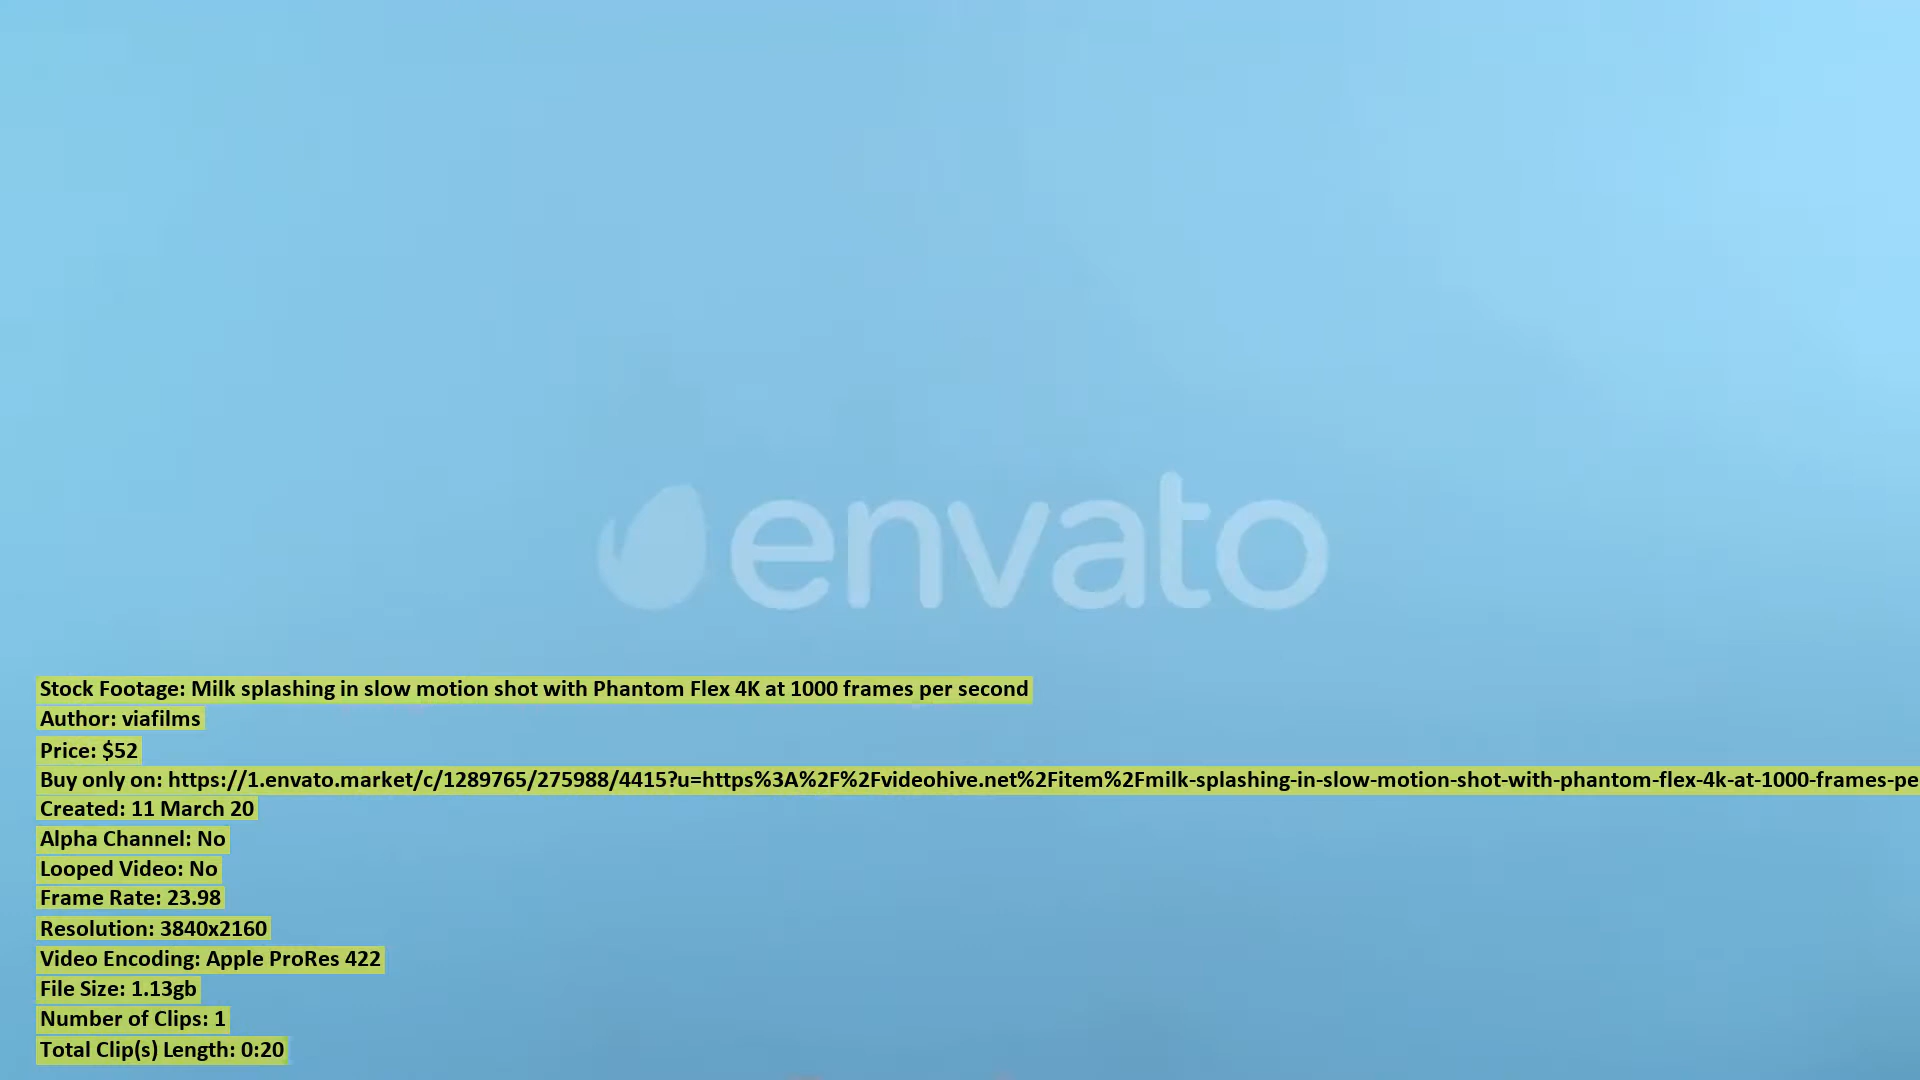 envato
Stock Footage: Milk splashing in slow motion shot with Phantom Flex 4K at 1000 frames per second
Author: viafilms
Price: $52
Buy only on: https://1.envato.market/c/1289765/275988/4415?u=https%3A%2F%2Fvideohive.net%2Fitem%2Fmilk-splashing-in-slow-motion-shot-with-phantom-flex-4k-at-1000-frames-pe
Created: 11 March 20
Alpha Channel: No
Looped Video: No
Frame Rate: 23.98
Resolution: 3840x2160
Video Encoding: Apple ProRes 422
File Size: 1.13gb
Number of Clips: 1
Total Clip(s) Length: 0:20